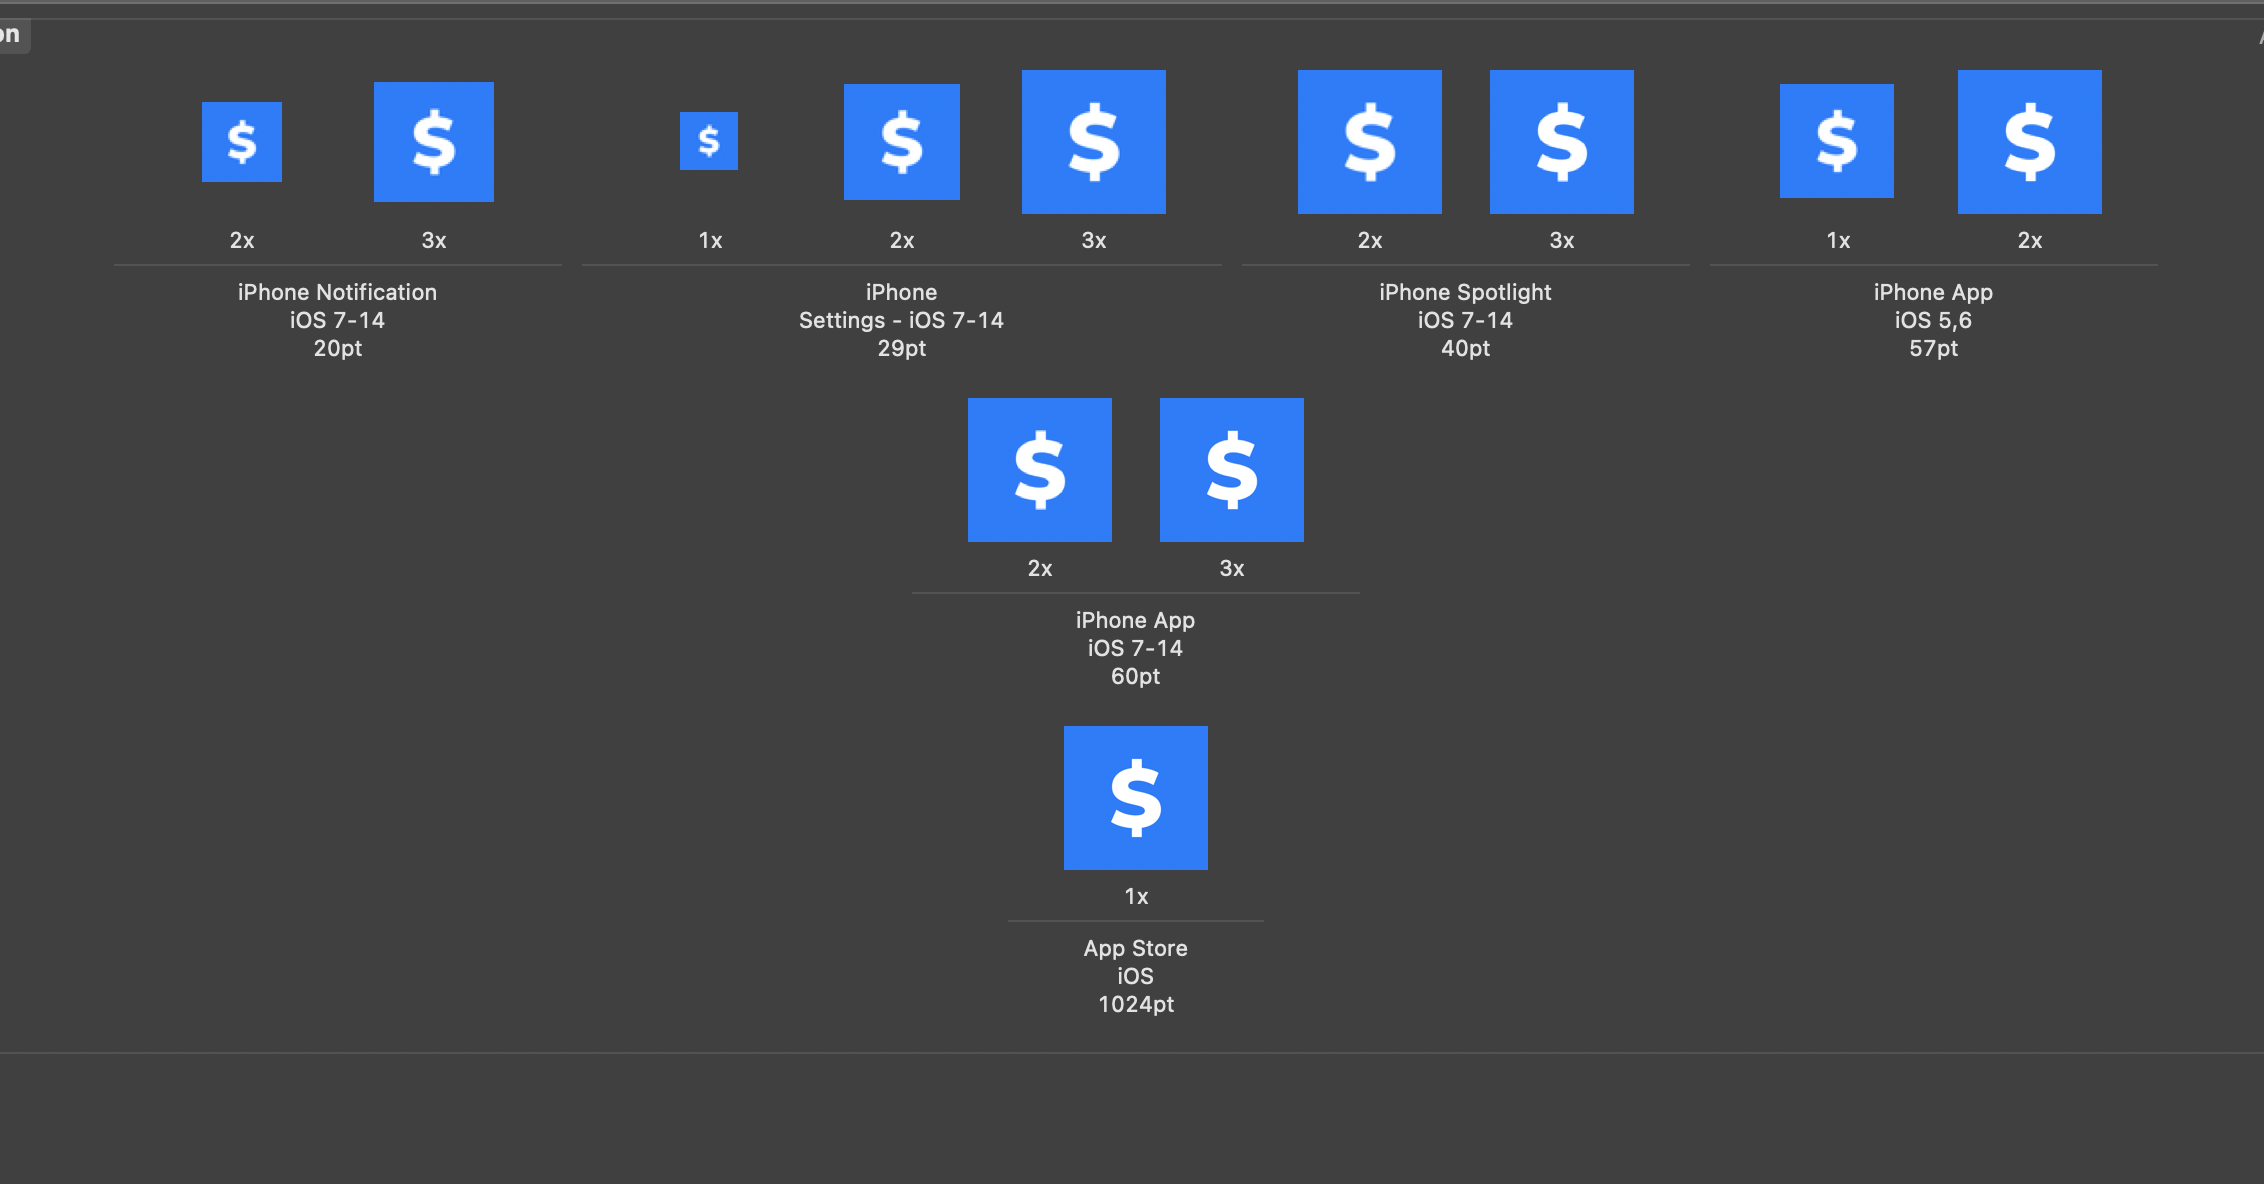 on
$ $ $ $ $ $ $ $ $
2x 3x 1x 2x 3x 2x 3x 1x 2x
iPhone Notification
iOS 7-14
20pt
iPhone
Settings - iOS 7-14
29pt
iPhone Spotlight
iOS 7-14
40pt
iPhone App
iOS 5,6
57pt
$ $
2x 3x
iPhone App
iOS 7-14
60pt
$
1x
App Store
iOS
1024pt